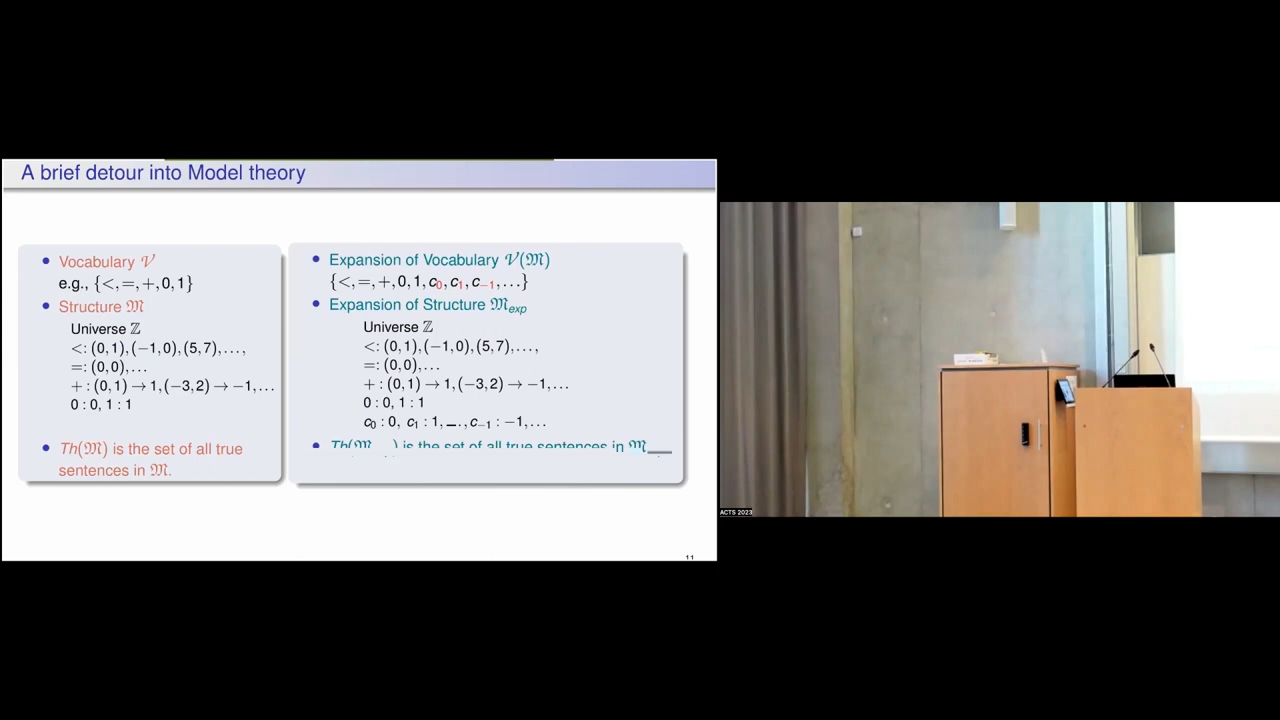 A brief detour into Model theory
• Vocabulary 𝒱
e.g., {<,=,+,0,1}
• Structure 𝔐
Universe ℤ
<: (0,1),(−1,0),(5,7),...,
=: (0,0),...
+ : (0,1) → 1,(−3,2) → −1,...
0 : 0, 1 : 1
• Th(𝔐) is the set of all true
sentences in 𝔐.
• Expansion of Vocabulary 𝒱(𝔐)
{<,=,+,0,1,c₀,c₁,c₋₁,...}
• Expansion of Structure 𝔐exp
Universe ℤ
<: (0,1),(−1,0),(5,7),...,
=: (0,0),...
+ : (0,1) → 1,(−3,2) → −1,...
0 : 0, 1 : 1
c₀ : 0, c₁ : 1,...,c₋₁ : −1,...
• Th(𝔐 ) is the set of all true sentences in 𝔐
11
ACTS 2023